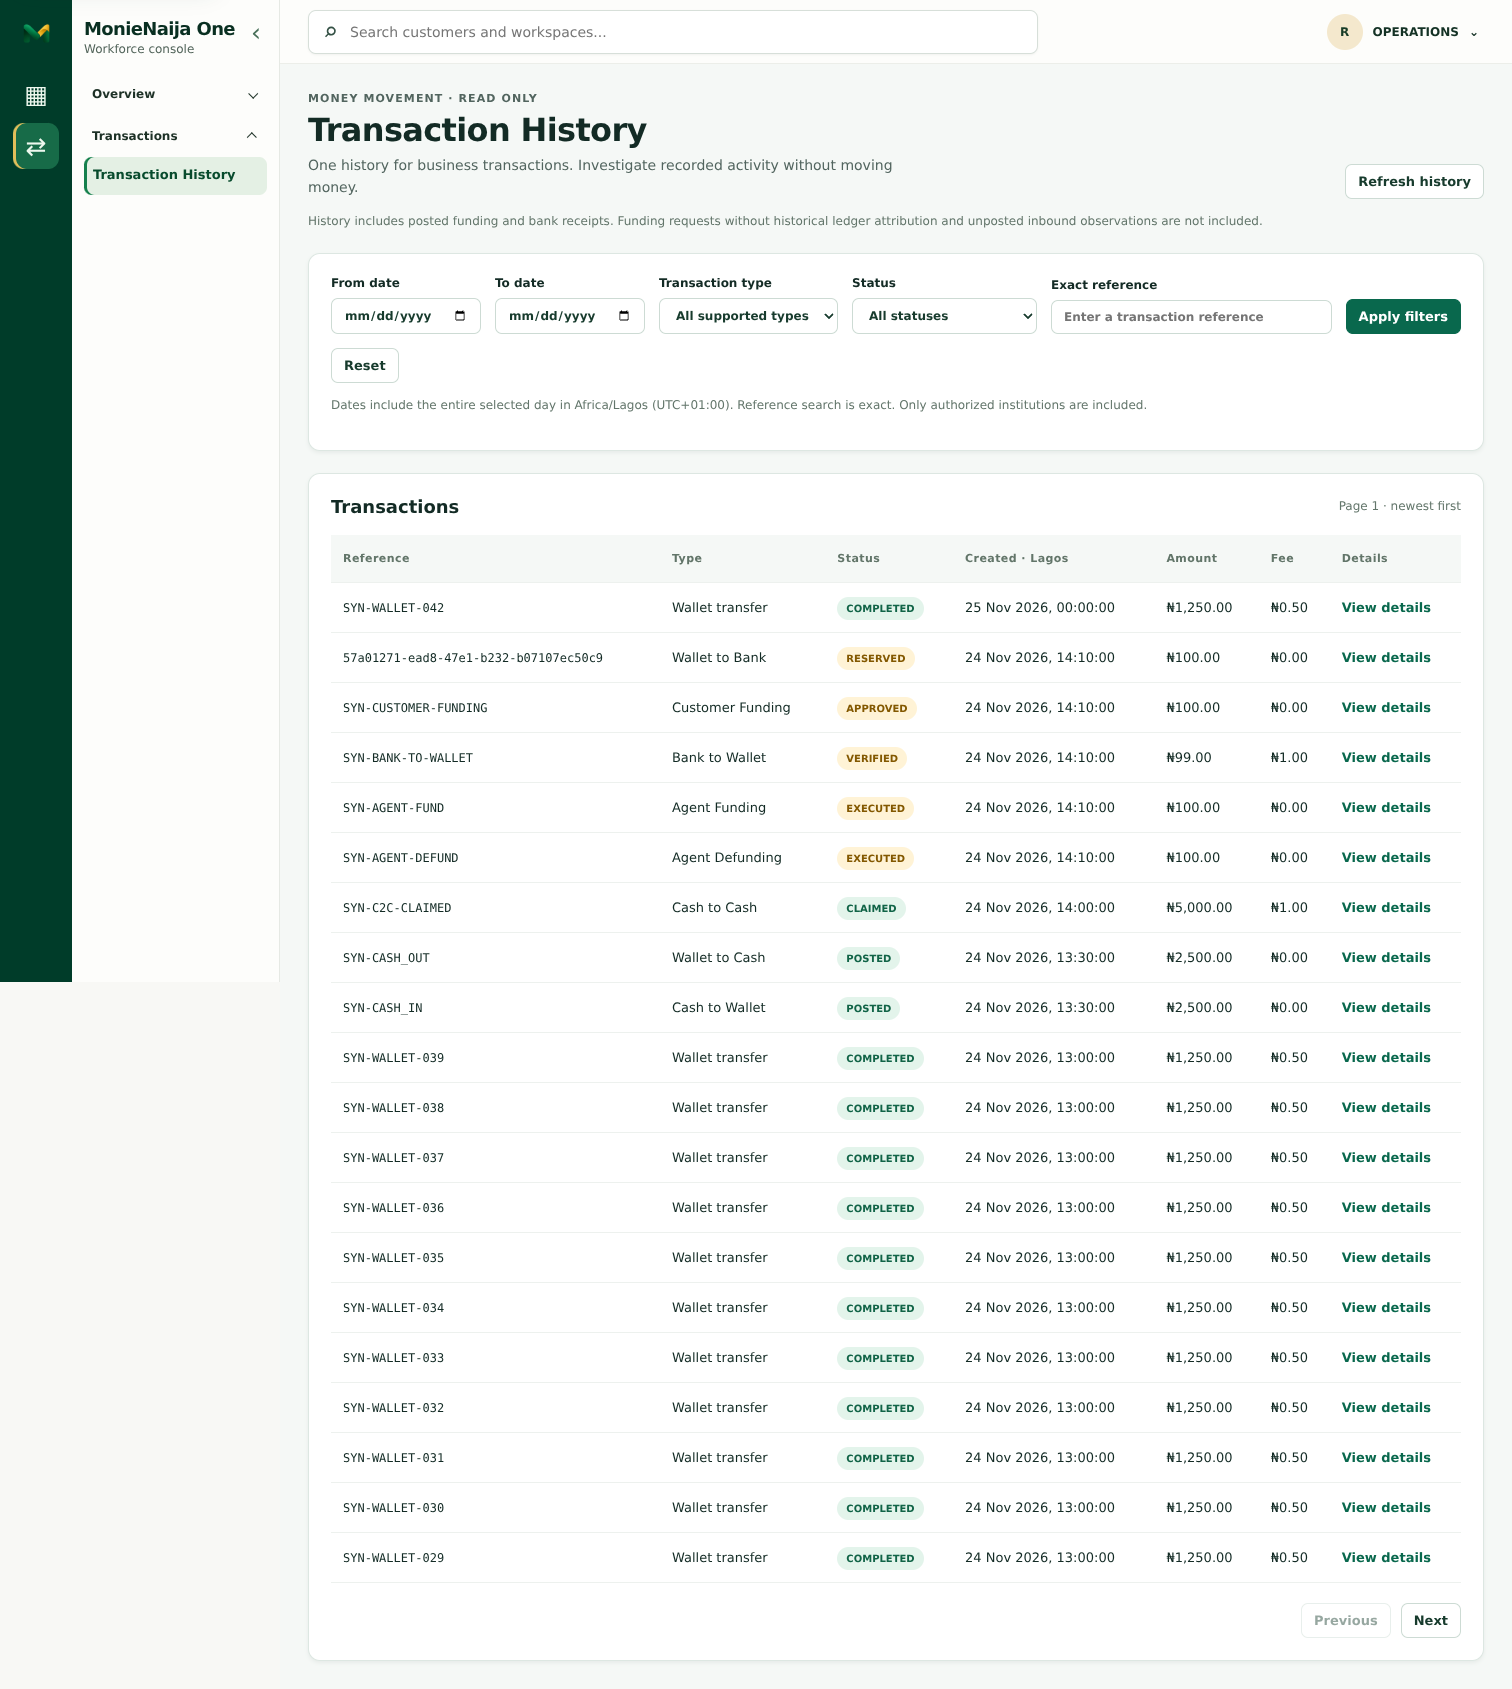 MonieNaija One
Workforce console
Overview
Transactions
Transaction History
Search customers and workspaces...
R OPERATIONS
MONEY MOVEMENT · READ ONLY
Transaction History
One history for business transactions. Investigate recorded activity without moving
money.
Refresh history
History includes posted funding and bank receipts. Funding requests without historical ledger attribution and unposted inbound observations are not included.
From date To date Transaction type Status Exact reference
mm/dd/yyyy mm/dd/yyyy All supported types All statuses Enter a transaction reference Apply filters
Reset
Dates include the entire selected day in Africa/Lagos (UTC+01:00). Reference search is exact. Only authorized institutions are included.
Transactions Page 1 · newest first
Reference Type Status Created · Lagos Amount Fee Details
SYN-WALLET-042 Wallet transfer COMPLETED 25 Nov 2026, 00:00:00 ₦1,250.00 ₦0.50 View details
57a01271-ead8-47e1-b232-b07107ec50c9 Wallet to Bank RESERVED 24 Nov 2026, 14:10:00 ₦100.00 ₦0.00 View details
SYN-CUSTOMER-FUNDING Customer Funding APPROVED 24 Nov 2026, 14:10:00 ₦100.00 ₦0.00 View details
SYN-BANK-TO-WALLET Bank to Wallet VERIFIED 24 Nov 2026, 14:10:00 ₦99.00 ₦1.00 View details
SYN-AGENT-FUND Agent Funding EXECUTED 24 Nov 2026, 14:10:00 ₦100.00 ₦0.00 View details
SYN-AGENT-DEFUND Agent Defunding EXECUTED 24 Nov 2026, 14:10:00 ₦100.00 ₦0.00 View details
SYN-C2C-CLAIMED Cash to Cash CLAIMED 24 Nov 2026, 14:00:00 ₦5,000.00 ₦1.00 View details
SYN-CASH_OUT Wallet to Cash POSTED 24 Nov 2026, 13:30:00 ₦2,500.00 ₦0.00 View details
SYN-CASH_IN Cash to Wallet POSTED 24 Nov 2026, 13:30:00 ₦2,500.00 ₦0.00 View details
SYN-WALLET-039 Wallet transfer COMPLETED 24 Nov 2026, 13:00:00 ₦1,250.00 ₦0.50 View details
SYN-WALLET-038 Wallet transfer COMPLETED 24 Nov 2026, 13:00:00 ₦1,250.00 ₦0.50 View details
SYN-WALLET-037 Wallet transfer COMPLETED 24 Nov 2026, 13:00:00 ₦1,250.00 ₦0.50 View details
SYN-WALLET-036 Wallet transfer COMPLETED 24 Nov 2026, 13:00:00 ₦1,250.00 ₦0.50 View details
SYN-WALLET-035 Wallet transfer COMPLETED 24 Nov 2026, 13:00:00 ₦1,250.00 ₦0.50 View details
SYN-WALLET-034 Wallet transfer COMPLETED 24 Nov 2026, 13:00:00 ₦1,250.00 ₦0.50 View details
SYN-WALLET-033 Wallet transfer COMPLETED 24 Nov 2026, 13:00:00 ₦1,250.00 ₦0.50 View details
SYN-WALLET-032 Wallet transfer COMPLETED 24 Nov 2026, 13:00:00 ₦1,250.00 ₦0.50 View details
SYN-WALLET-031 Wallet transfer COMPLETED 24 Nov 2026, 13:00:00 ₦1,250.00 ₦0.50 View details
SYN-WALLET-030 Wallet transfer COMPLETED 24 Nov 2026, 13:00:00 ₦1,250.00 ₦0.50 View details
SYN-WALLET-029 Wallet transfer COMPLETED 24 Nov 2026, 13:00:00 ₦1,250.00 ₦0.50 View details
Previous Next